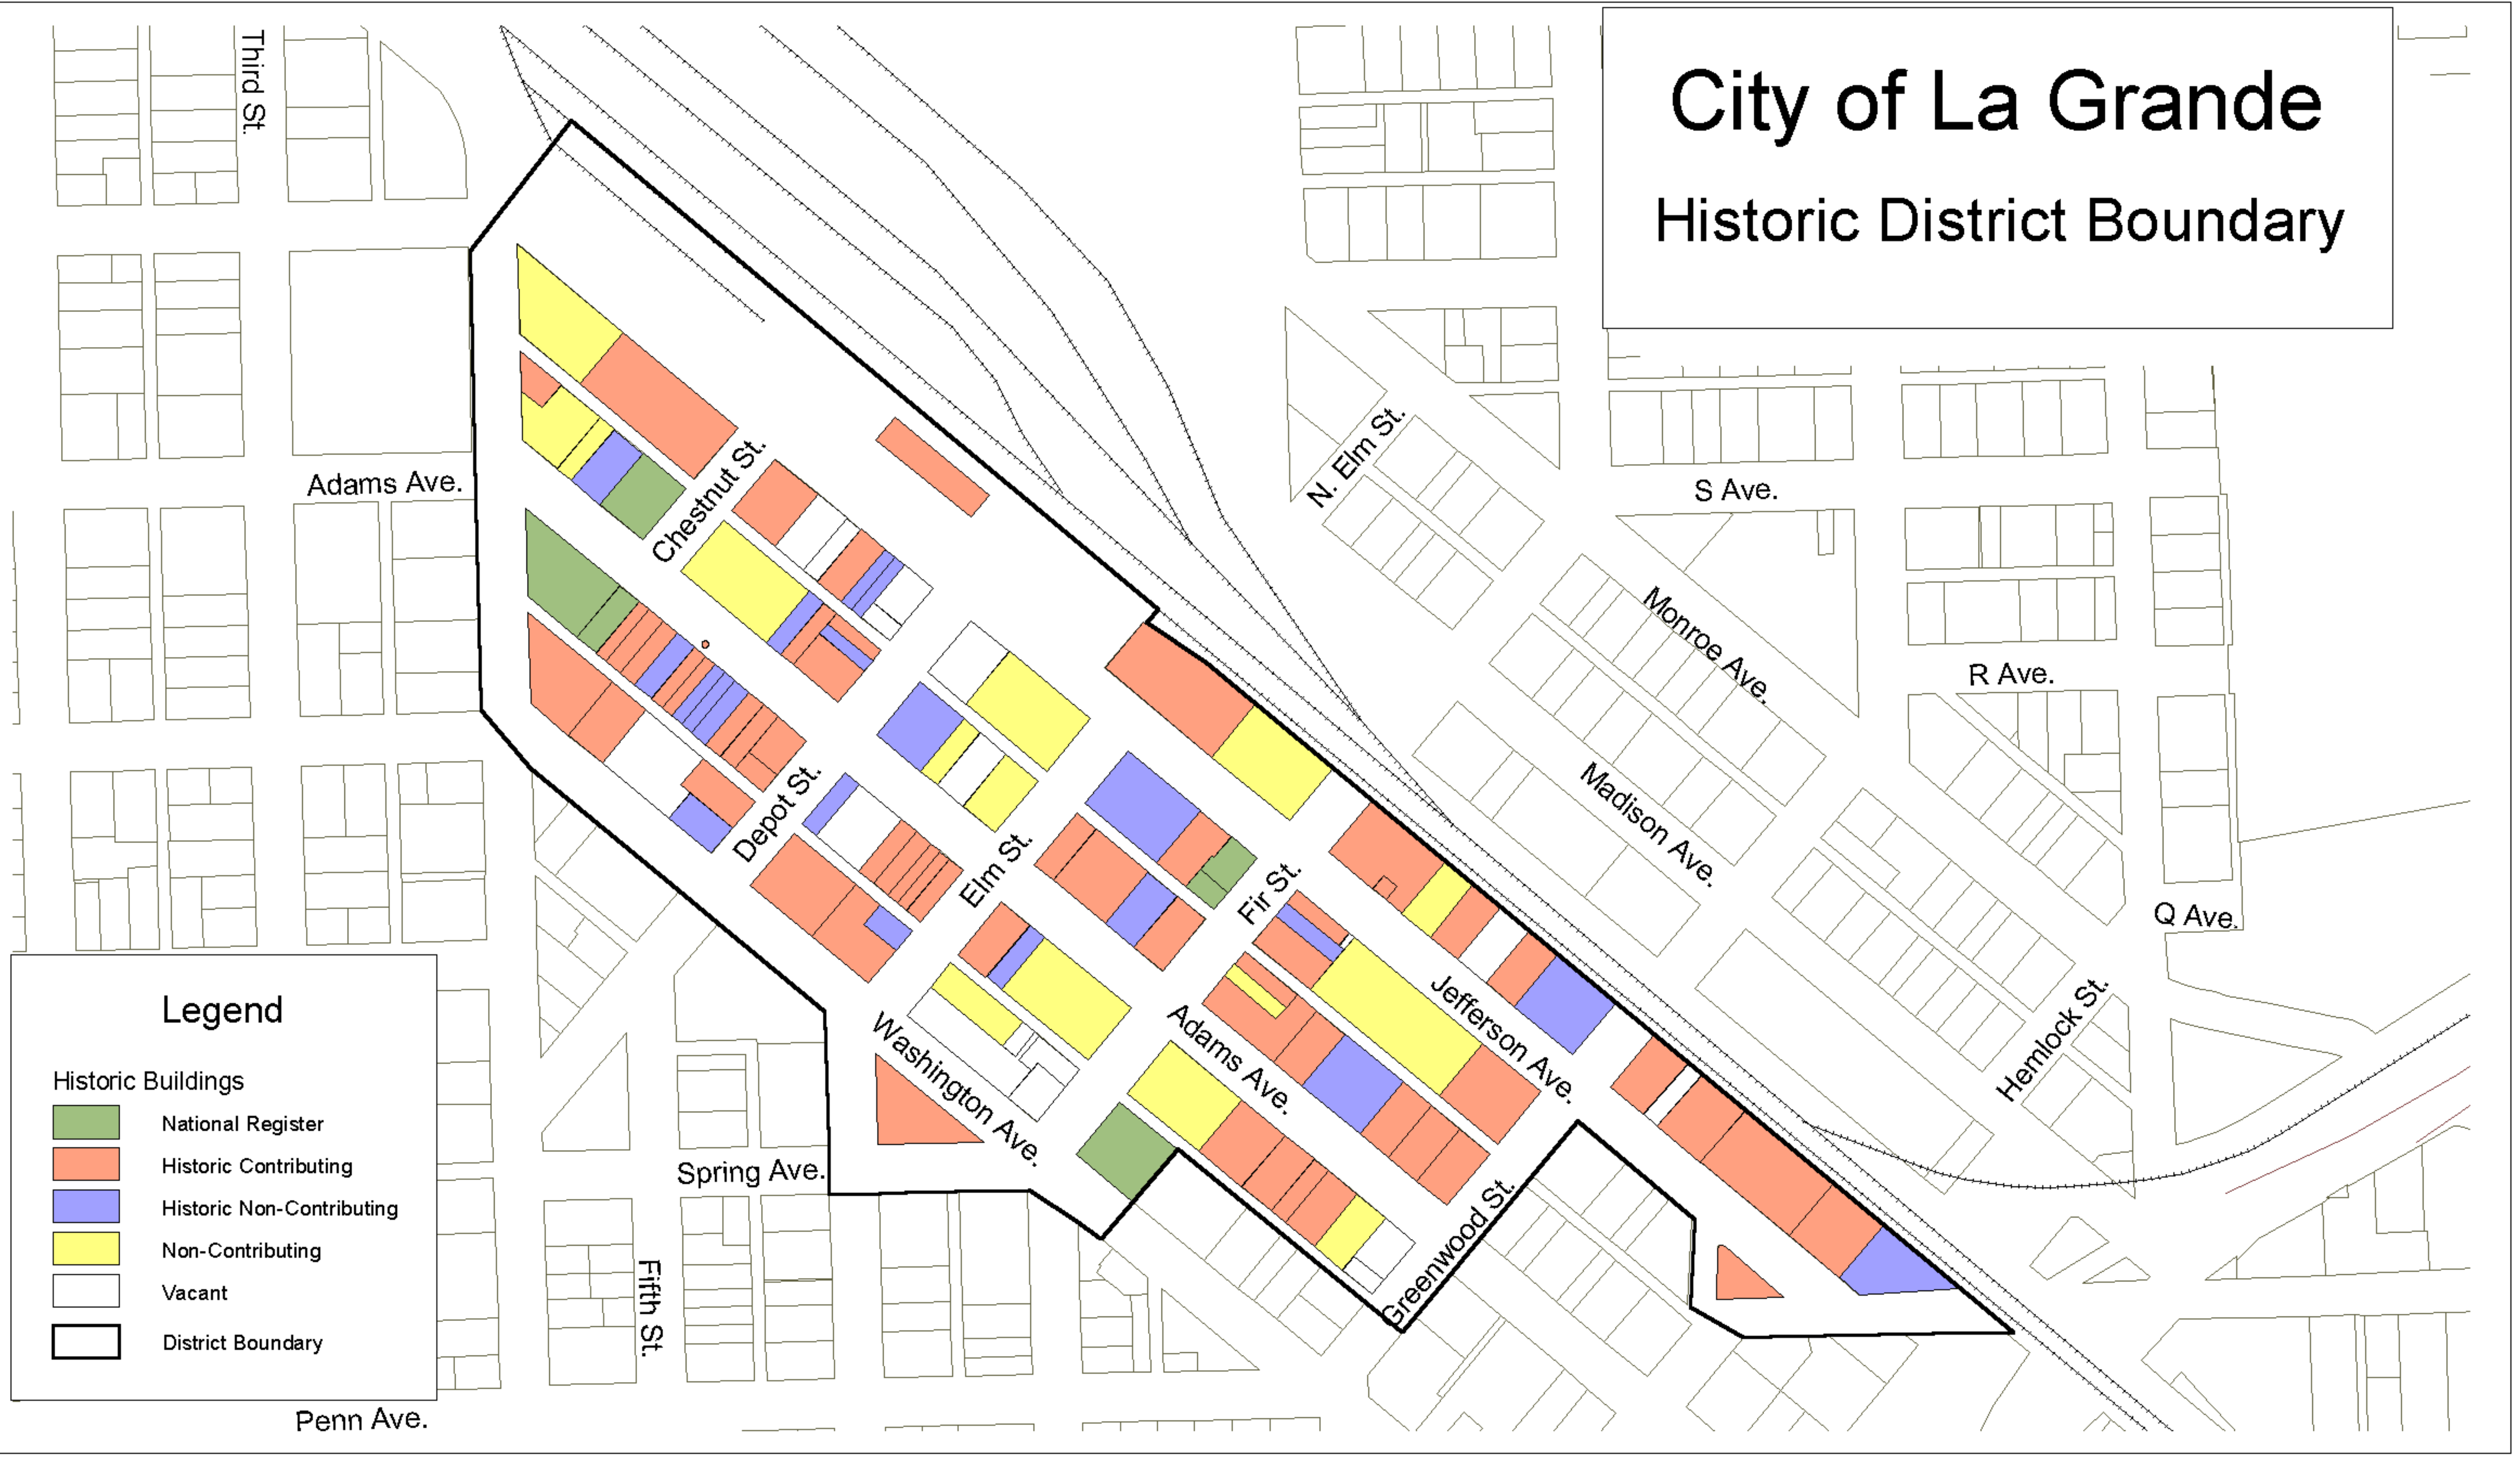 City of La Grande
Historic District Boundary
Third St.
Adams Ave.
Chestnut St.
N. Elm St.
S Ave.
Monroe Ave.
R Ave.
Depot St.
Madison Ave.
Elm St.
Fir St.
Q Ave.
Jefferson Ave.
Hemlock St.
Adams Ave.
Washington Ave.
Spring Ave.
Greenwood St.
Fifth St.
Penn Ave.
Legend
Historic Buildings
National Register
Historic Contributing
Historic Non-Contributing
Non-Contributing
Vacant
District Boundary